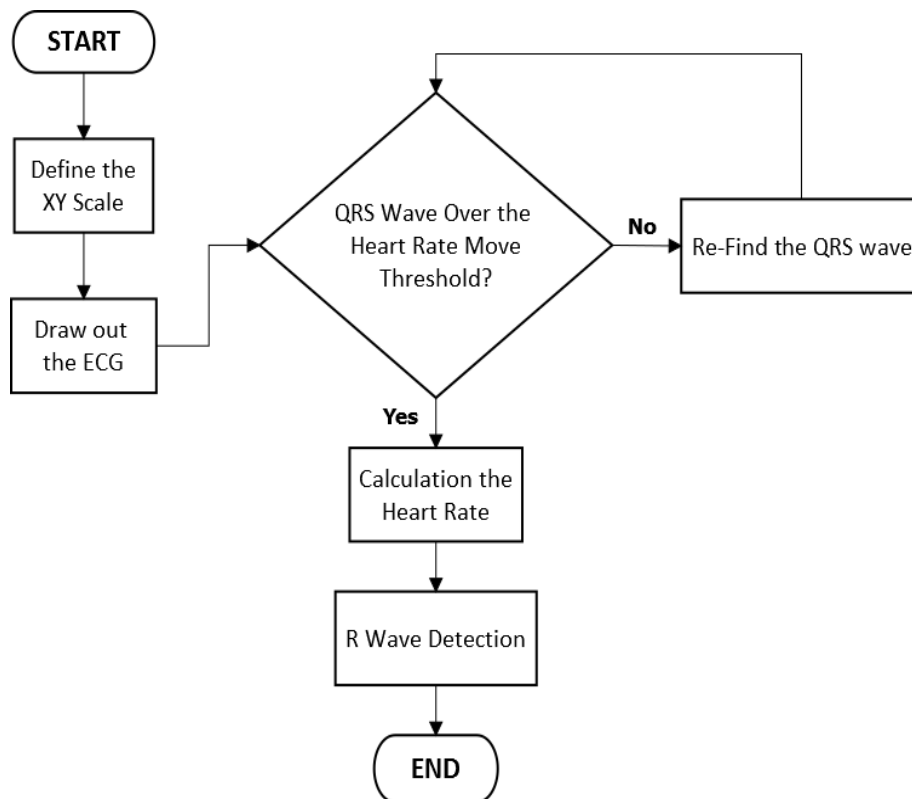 START
Define the
XY Scale
Draw out
the ECG
QRS Wave Over the
Heart Rate Move
Threshold?
No
Re-Find the QRS wave
Yes
Calculation the
Heart Rate
R Wave Detection
END